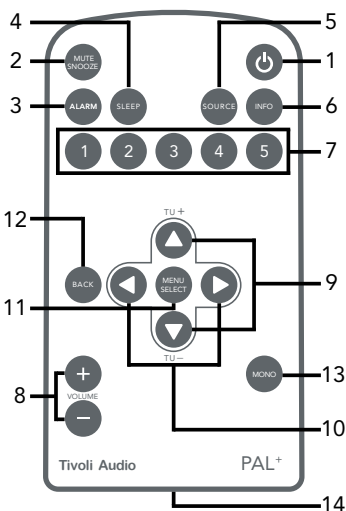 4
5
2
MUTE
SNOOZE
1
3
ALARM
SLEEP
SOURCE
INFO
6
1
2
3
4
5
7
TU +
12
BACK
MENU
SELECT
9
11
TU −
8
+
VOLUME
−
MONO
13
10
Tivoli Audio
PAL+
14